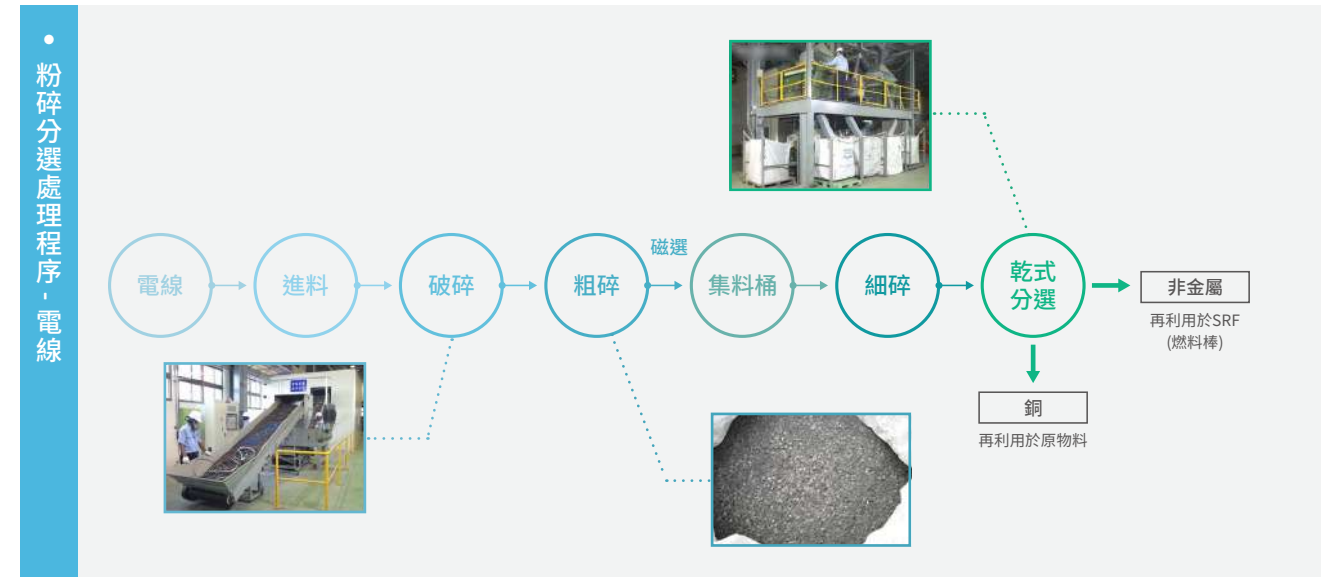 • 粉碎分選處理程序-電線
電線
進料
破碎
粗碎
磁選
集料桶
細碎
乾式
分選
非金屬
再利用於SRF
(燃料棒)
銅
再利用於原物料